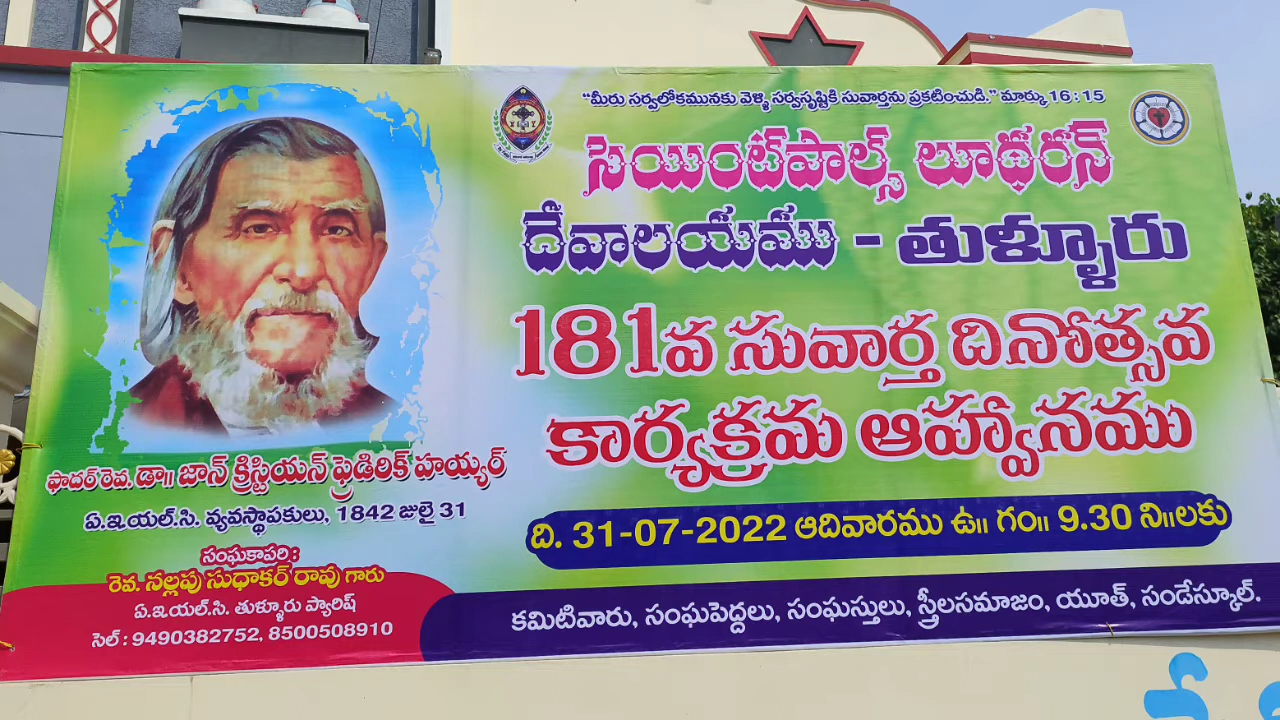 "మీరు సర్వలోకమునకు వెళ్ళి సర్వసృష్టికి సువార్తను ప్రకటించుడి." మార్కు 16 : 15
సెయింట్‌పాల్స్ లూథరన్
దేవాలయము - తుళ్ళూరు
181వ సువార్త దినోత్సవ
కార్యక్రమ ఆహ్వానము
ది. 31-07-2022 ఆదివారము ఉ॥ గం॥ 9.30 ని॥లకు
కమిటివారు, సంఘపెద్దలు, సంఘస్తులు, స్త్రీలసమాజం, యూత్, సండేస్కూల్.
ఫాదర్ రెవ. డా॥ జాన్ క్రిస్టియన్ ఫ్రెడిరిక్ హయ్యర్
ఏ.ఇ.యల్.సి. వ్యవస్థాపకులు, 1842 జులై 31
సంఘకాపరి :
రెవ. నల్లపు సుధాకర్ రావు గారు
ఏ.ఇ.యల్.సి. తుళ్ళూరు ప్యారిష్
సెల్ : 9490382752, 8500508910